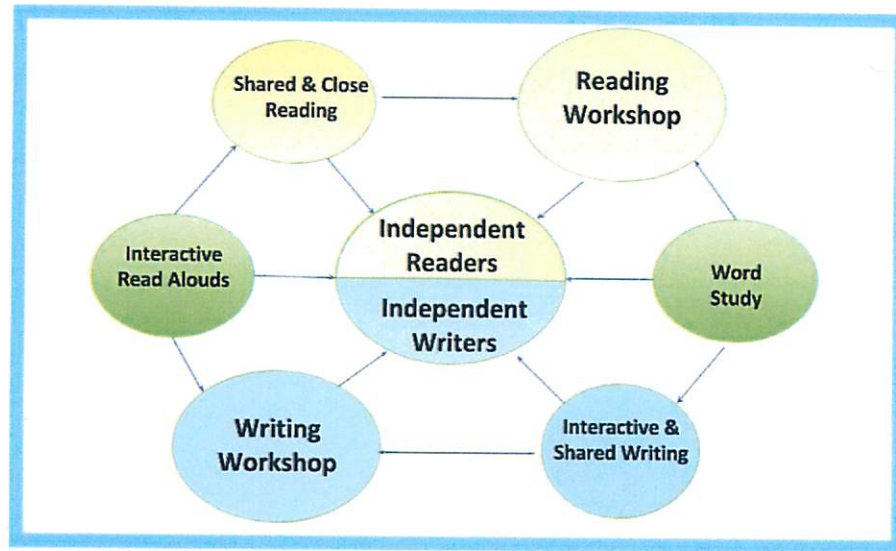 Shared & Close
Reading
Reading
Workshop
Interactive
Read Alouds
Independent
Readers
Independent
Writers
Word
Study
Writing
Workshop
Interactive &
Shared Writing